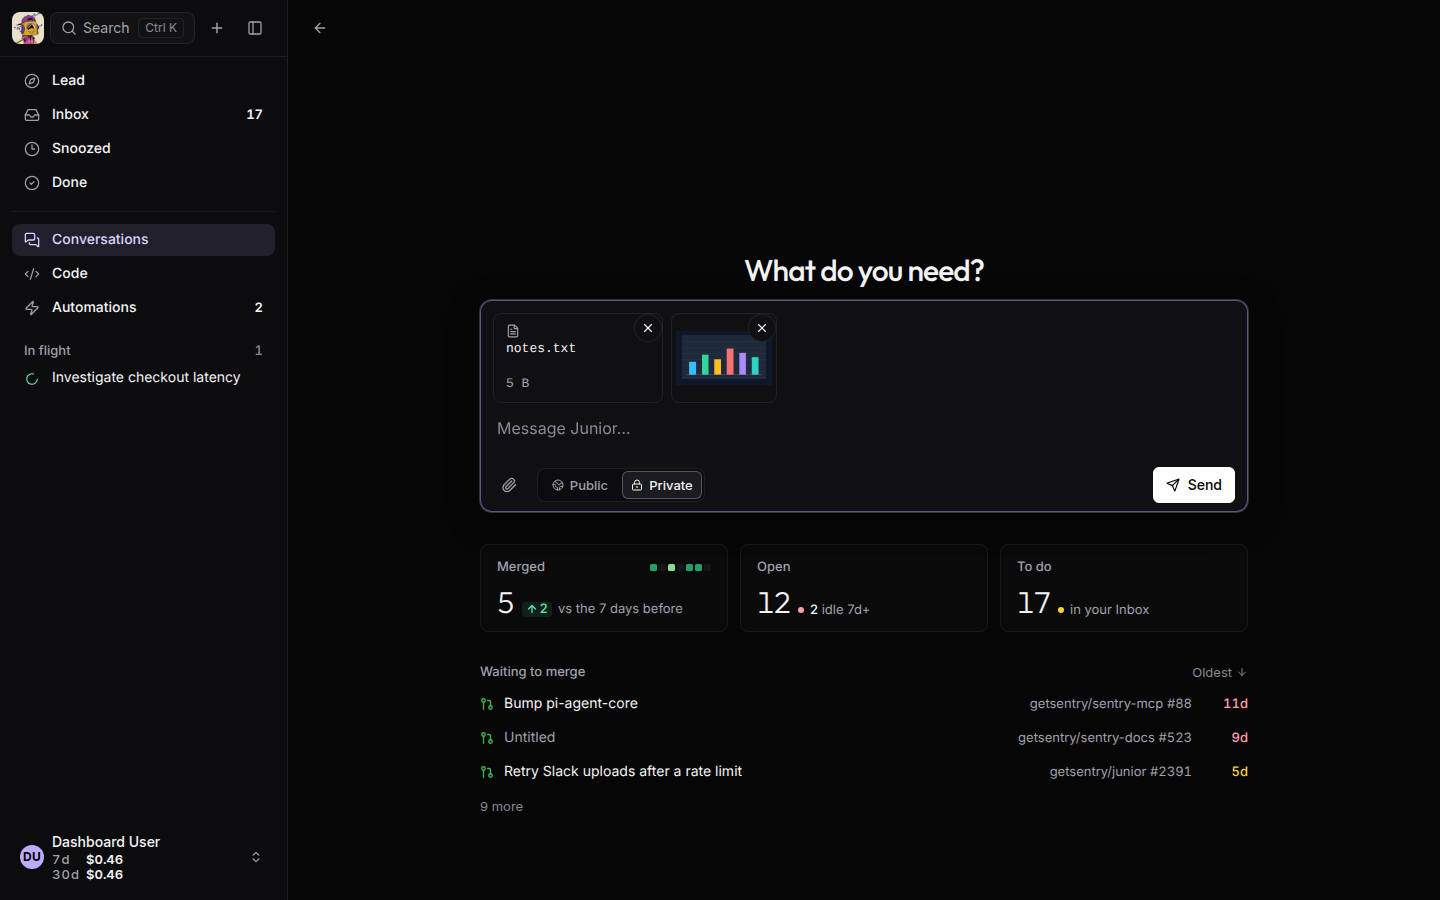 Search Ctrl K
Lead
Inbox 17
Snoozed
Done
Conversations
Code
Automations 2
In flight 1
Investigate checkout latency
DU
Dashboard User
7d $0.46
30d $0.46
What do you need?
notes.txt
5 B
Message Junior...
Public Private Send
Merged
5 2 vs the 7 days before
Open
12 2 idle 7d+
To do
17 in your Inbox
Waiting to merge Oldest
Bump pi-agent-core getsentry/sentry-mcp #88 11d
Untitled getsentry/sentry-docs #523 9d
Retry Slack uploads after a rate limit getsentry/junior #2391 5d
9 more